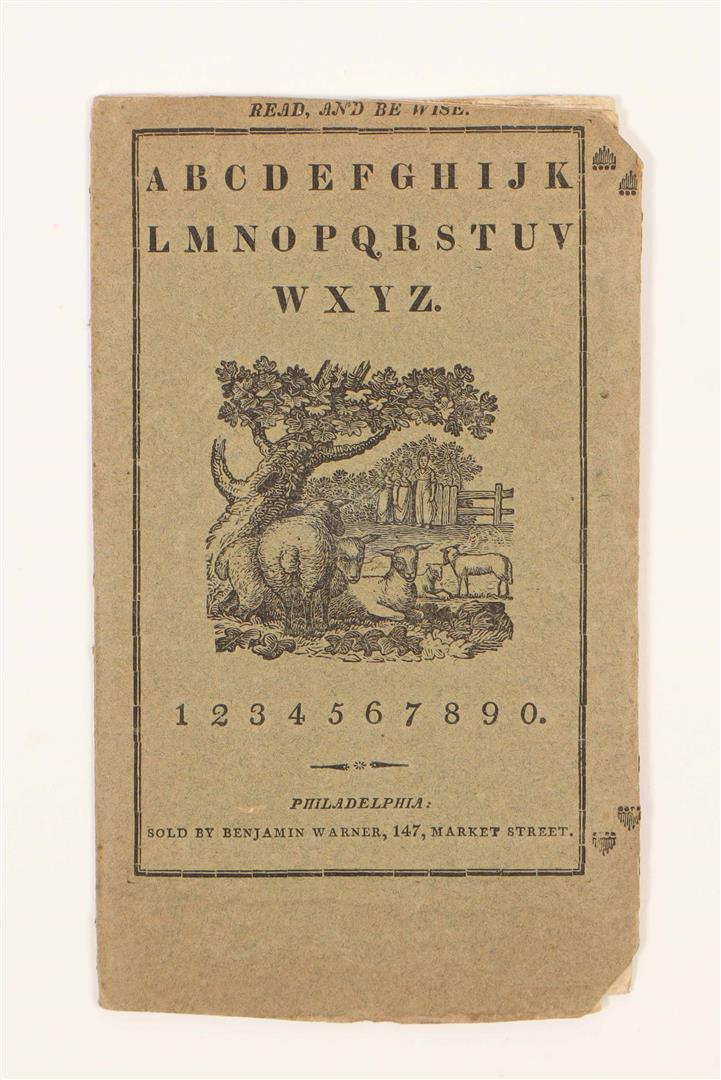 READ, AND BE WISE.
A B C D E F G H I J K
L M N O P Q R S T U V
W X Y Z.
1 2 3 4 5 6 7 8 9 0.
PHILADELPHIA:
SOLD BY BENJAMIN WARNER, 147, MARKET STREET.